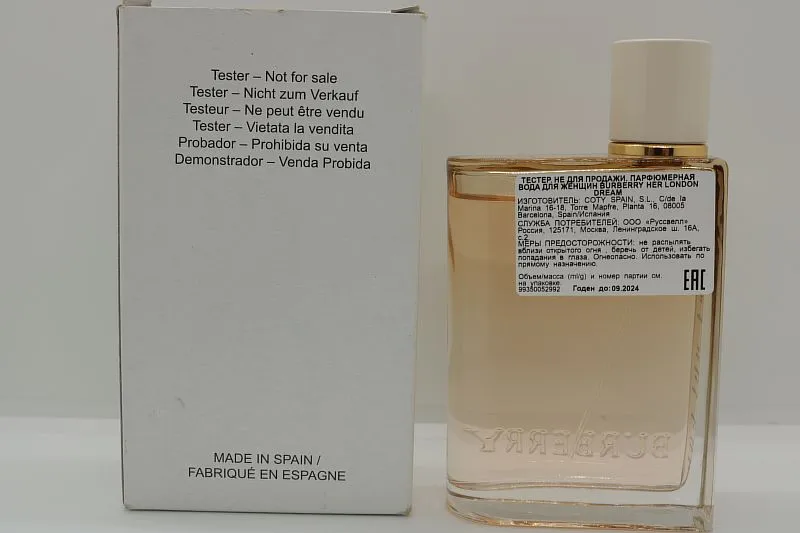 Tester – Not for sale
Tester – Nicht zum Verkauf
Testeur – Ne peut être vendu
Tester – Vietata la vendita
Probador – Prohibida su venta
Demonstrador – Venda Probida
MADE IN SPAIN /
FABRIQUÉ EN ESPAGNE
ТЕСТЕР. НЕ ДЛЯ ПРОДАЖИ. ПАРФЮМЕРНАЯ
ВОДА ДЛЯ ЖЕНЩИН BURBERRY HER LONDON
DREAM
ИЗГОТОВИТЕЛЬ: COTY SPAIN, S.L., C/de la
Marina 16-18, Torre Mapfre, Planta 16, 08005
Barcelona, Spain/Испания
СЛУЖБА ПОТРЕБИТЕЛЕЙ: ООО «Руссвелл»
Россия, 125171, Москва, Ленинградское ш. 16А,
с.2
МЕРЫ ПРЕДОСТОРОЖНОСТИ: не распылять
вблизи открытого огня , беречь от детей, избегать
попадания в глаза. Огнеопасно. Использовать по
прямому назначению.
Объем/масса (ml/g) и номер партии см.
на упаковке.
99350052992 Годен до:09.2024
EAC
BURBERRY